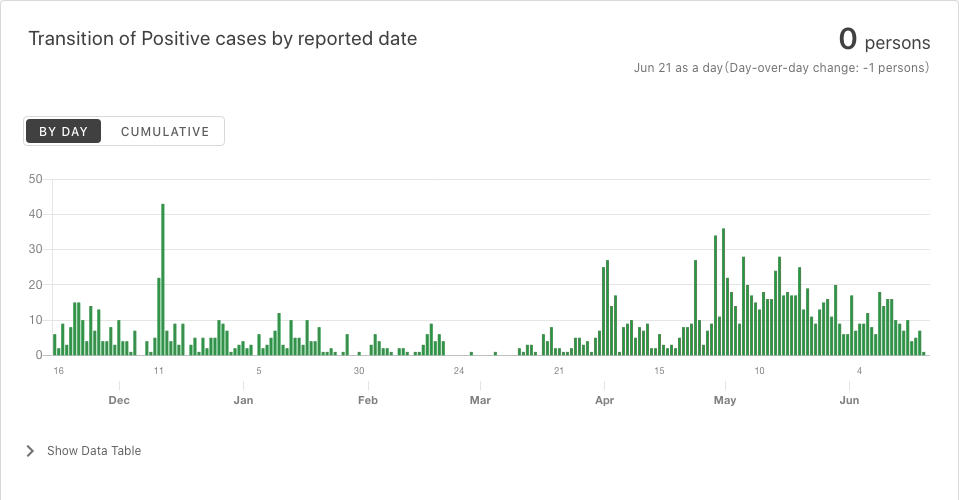 Transition of Positive cases by reported date
0 persons
Jun 21 as a day(Day-over-day change: -1 persons)
BY DAY CUMULATIVE
50
40
30
20
10
0
16 11 5 30 24 21 15 10 4
Dec Jan Feb Mar Apr May Jun
Show Data Table